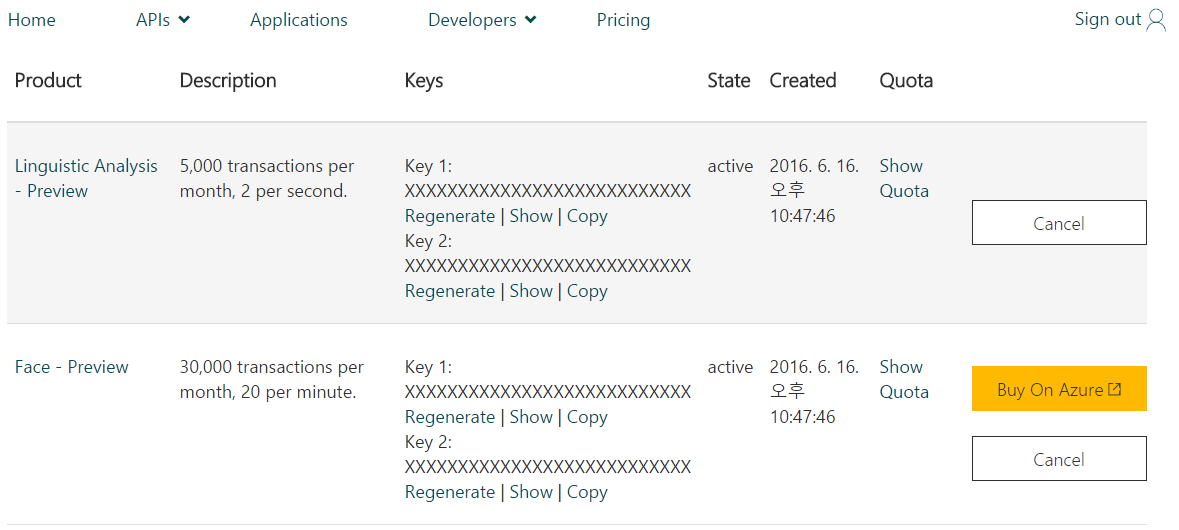 Home APIs Applications Developers Pricing Sign out
Product Description Keys State Created Quota
Linguistic Analysis
- Preview
5,000 transactions per
month, 2 per second.
Key 1:
XXXXXXXXXXXXXXXXXXXXXXXXXXX
Regenerate | Show | Copy
Key 2:
XXXXXXXXXXXXXXXXXXXXXXXXXXX
Regenerate | Show | Copy
active
2016. 6. 16.
오후
10:47:46
Show
Quota
Cancel
Face - Preview
30,000 transactions per
month, 20 per minute.
Key 1:
XXXXXXXXXXXXXXXXXXXXXXXXXXX
Regenerate | Show | Copy
Key 2:
XXXXXXXXXXXXXXXXXXXXXXXXXXX
Regenerate | Show | Copy
active
2016. 6. 16.
오후
10:47:46
Show
Quota
Buy On Azure
Cancel